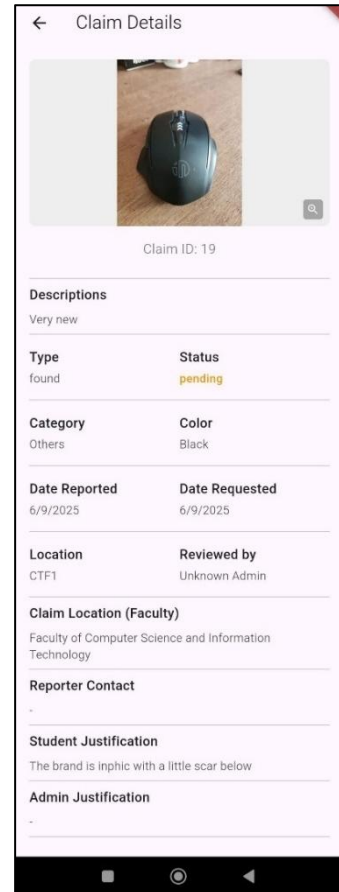 Claim Details
Claim ID: 19
Descriptions
Very new
Type Status
found pending
Category Color
Others Black
Date Reported Date Requested
6/9/2025 6/9/2025
Location Reviewed by
CTF1 Unknown Admin
Claim Location (Faculty)
Faculty of Computer Science and Information
Technology
Reporter Contact
-
Student Justification
The brand is inphic with a little scar below
Admin Justification
-